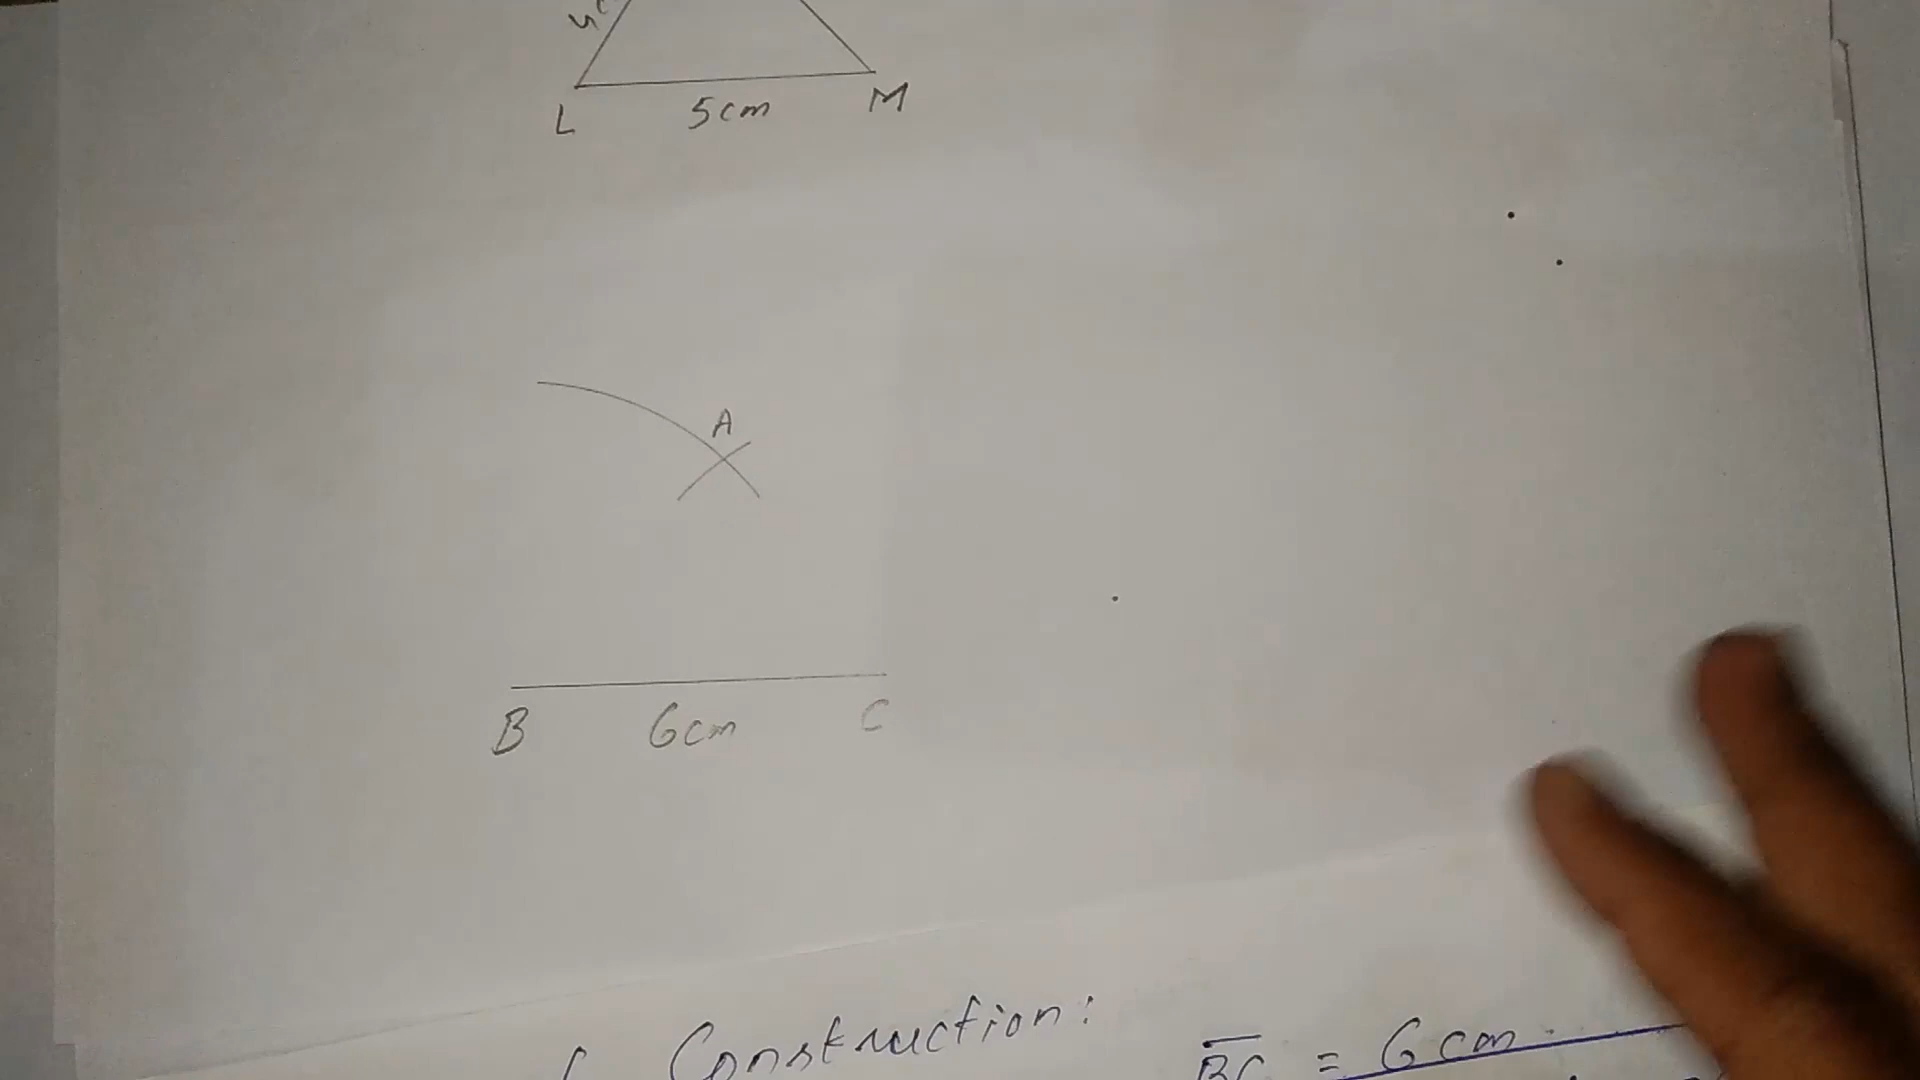 L 5cm M
A
B 6cm C
Construction:
BC = 6cm